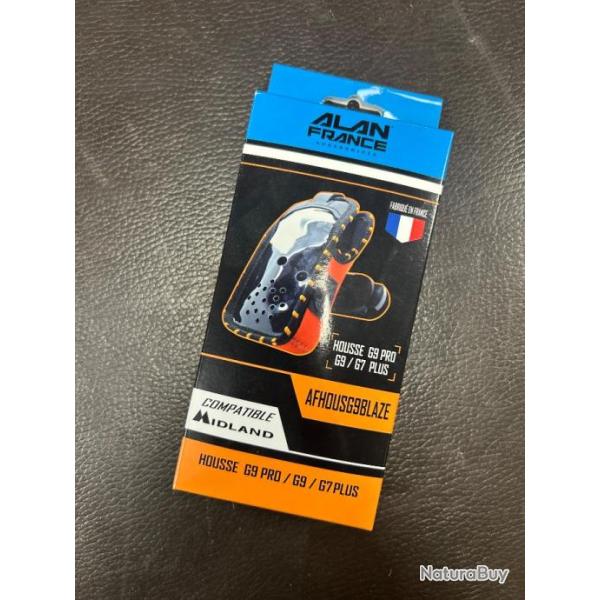 ALAN
FRANCE
ACCESSORIES
FABRIQUÉ EN FRANCE
HOUSSE G9 PRO
G9 / G7 PLUS
AFHOUSG9BLAZE
COMPATIBLE
MIDLAND
HOUSSE G9 PRO / G9 / G7 PLUS
NaturaBuy